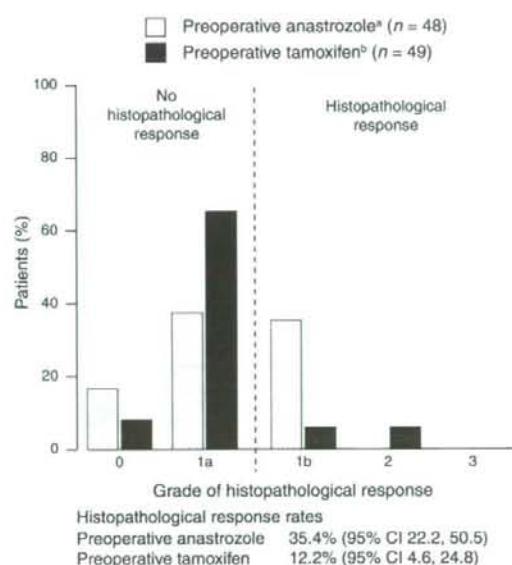 Preoperative anastrozoleᵃ (n = 48)
Preoperative tamoxifenᵇ (n = 49)
No
histopathological
response
Histopathological
response
100
80
60
40
20
0
Patients (%)
0 1a 1b 2 3
Grade of histopathological response
Histopathological response rates
Preoperative anastrozole 35.4% (95% CI 22.2, 50.5)
Preoperative tamoxifen 12.2% (95% CI 4.6, 24.8)